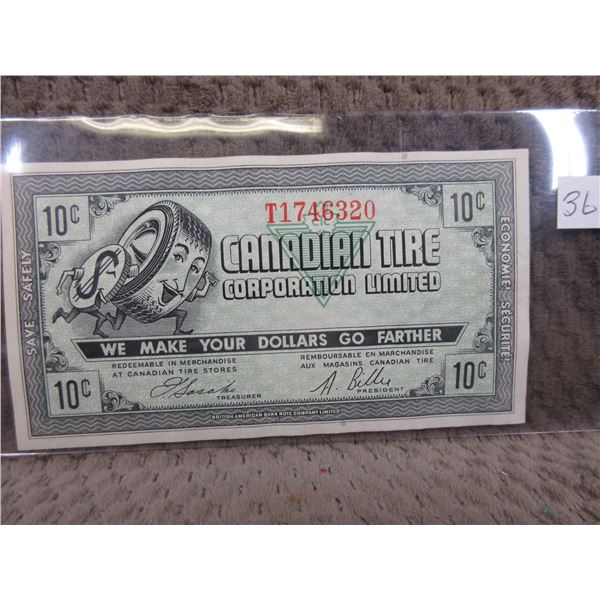 36
10¢
T1746320
10¢
CTC
CANADIAN TIRE
CORPORATION LIMITED
SAVE SAFELY
ECONOMIE, SECURITE
WE MAKE YOUR DOLLARS GO FARTHER
REDEEMABLE IN MERCHANDISE
AT CANADIAN TIRE STORES
REMBOURSABLE EN MARCHANDISE
AUX MAGASINS CANADIAN TIRE
10¢
TREASURER
PRESIDENT
10¢
BRITISH AMERICAN BANK NOTE COMPANY LIMITED